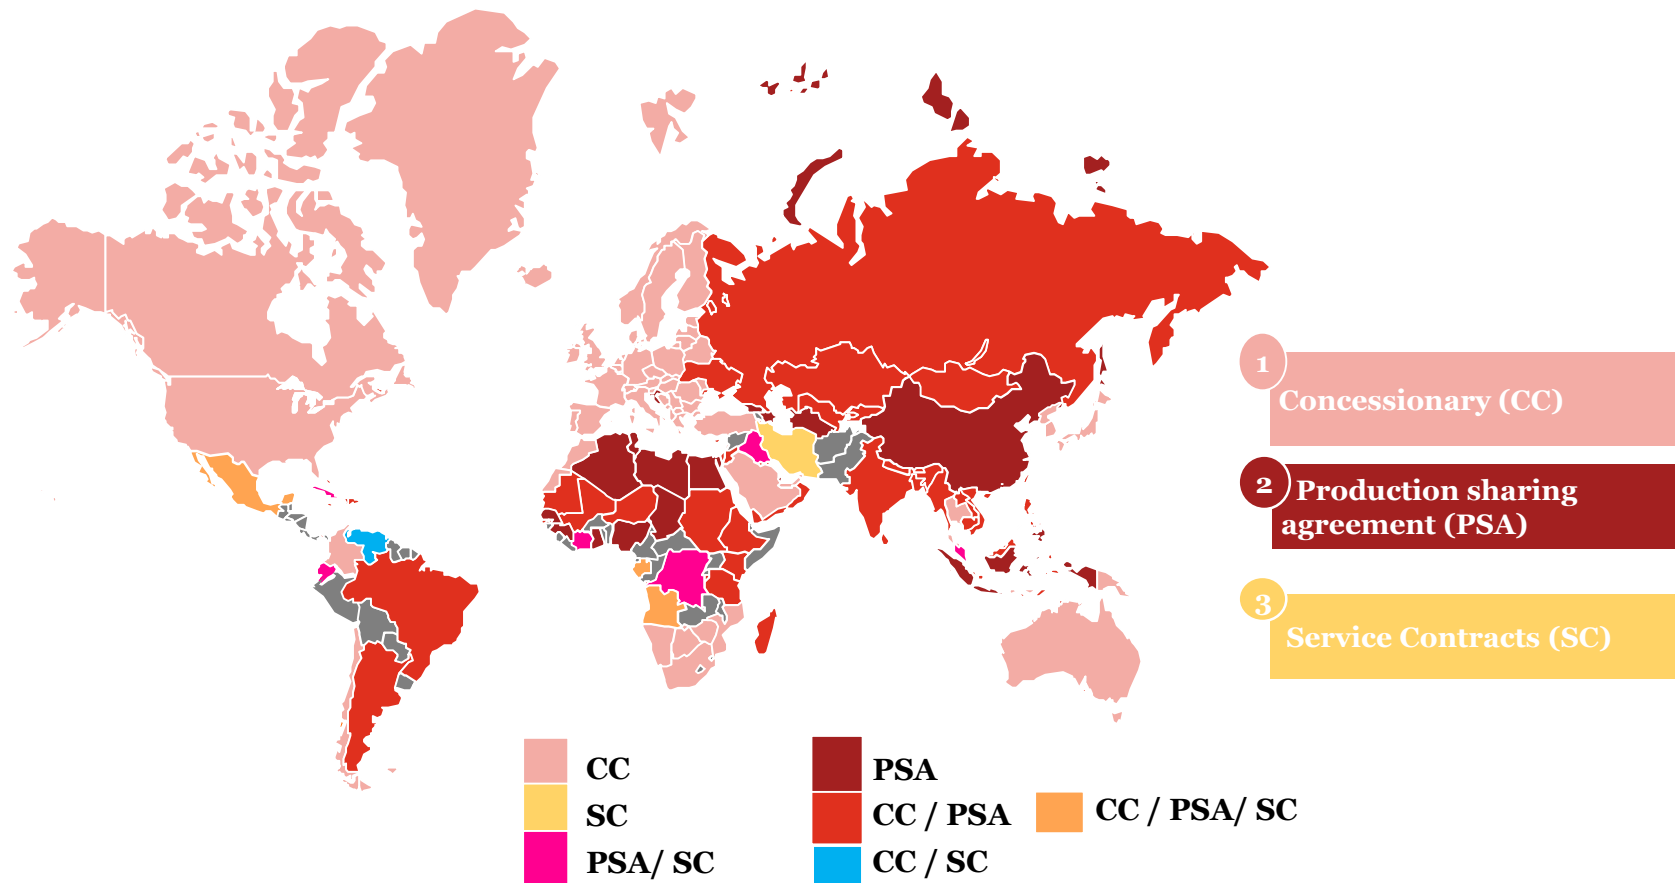 1
Concessionary (CC)
2
Production sharing
agreement (PSA)
3
Service Contracts (SC)
CC
SC
PSA/ SC
PSA
CC / PSA
CC / SC
CC / PSA/ SC